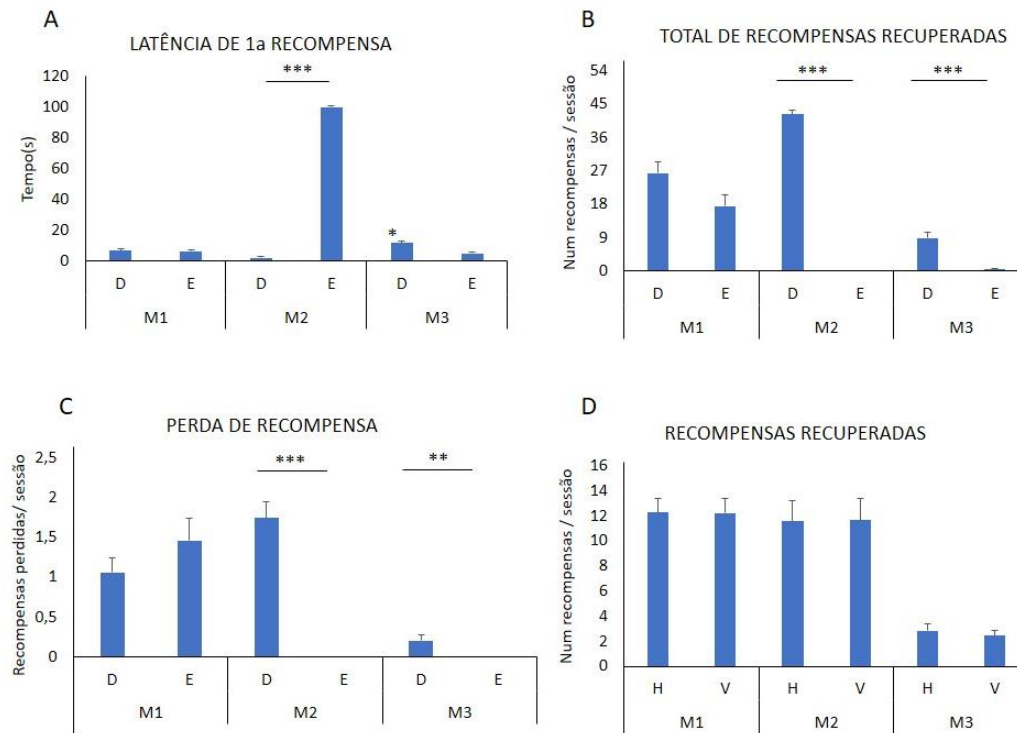 A
LATÊNCIA DE 1a RECOMPENSA
***
120
100
80
60
40
20
0
Tempo(s)
*
D E D E D E
M1 M2 M3
B
TOTAL DE RECOMPENSAS RECUPERADAS
*** ***
54
45
36
27
18
9
0
Num recompensas / sessão
D E D E D E
M1 M2 M3
C
PERDA DE RECOMPENSA
*** **
2,5
2
1,5
1
0,5
0
Recompensas perdidas/ sessão
D E D E D E
M1 M2 M3
D
RECOMPENSAS RECUPERADAS
16
14
12
10
8
6
4
2
0
Num recompensas / sessão
H V H V H V
M1 M2 M3